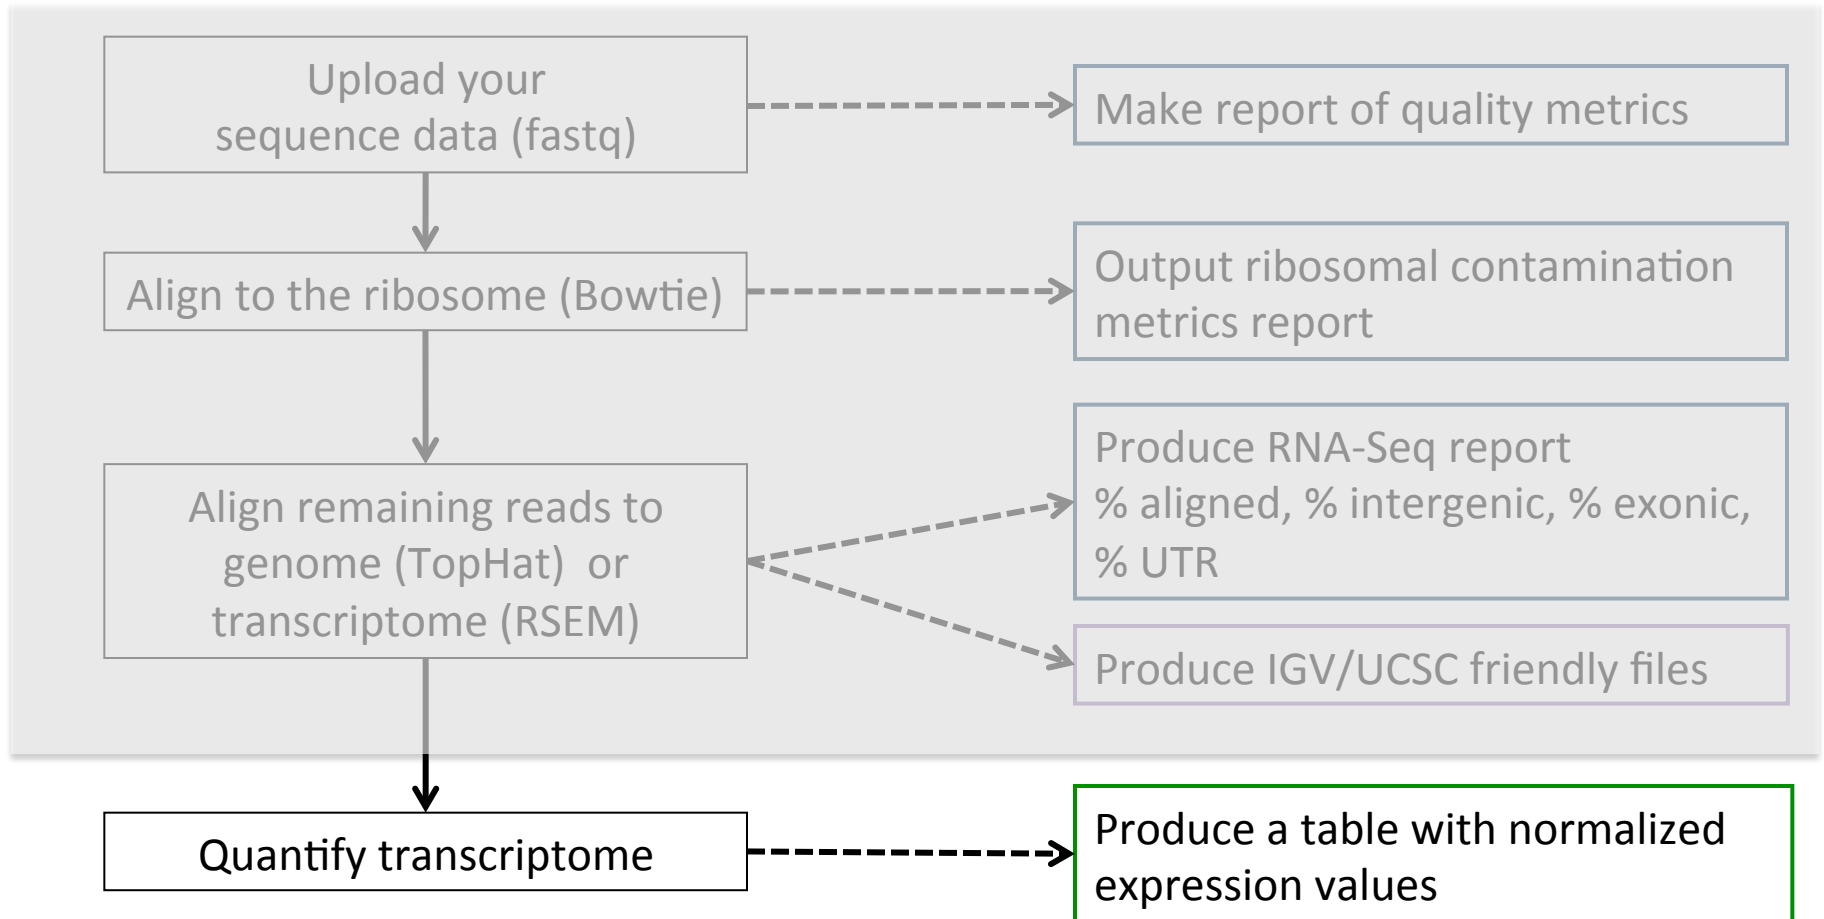 Upload your
sequence data (fastq)
Make report of quality metrics
Align to the ribosome (Bowtie)
Output ribosomal contamination
metrics report
Align remaining reads to
genome (TopHat) or
transcriptome (RSEM)
Produce RNA-Seq report
% aligned, % intergenic, % exonic,
% UTR
Produce IGV/UCSC friendly files
Quantify transcriptome
Produce a table with normalized
expression values